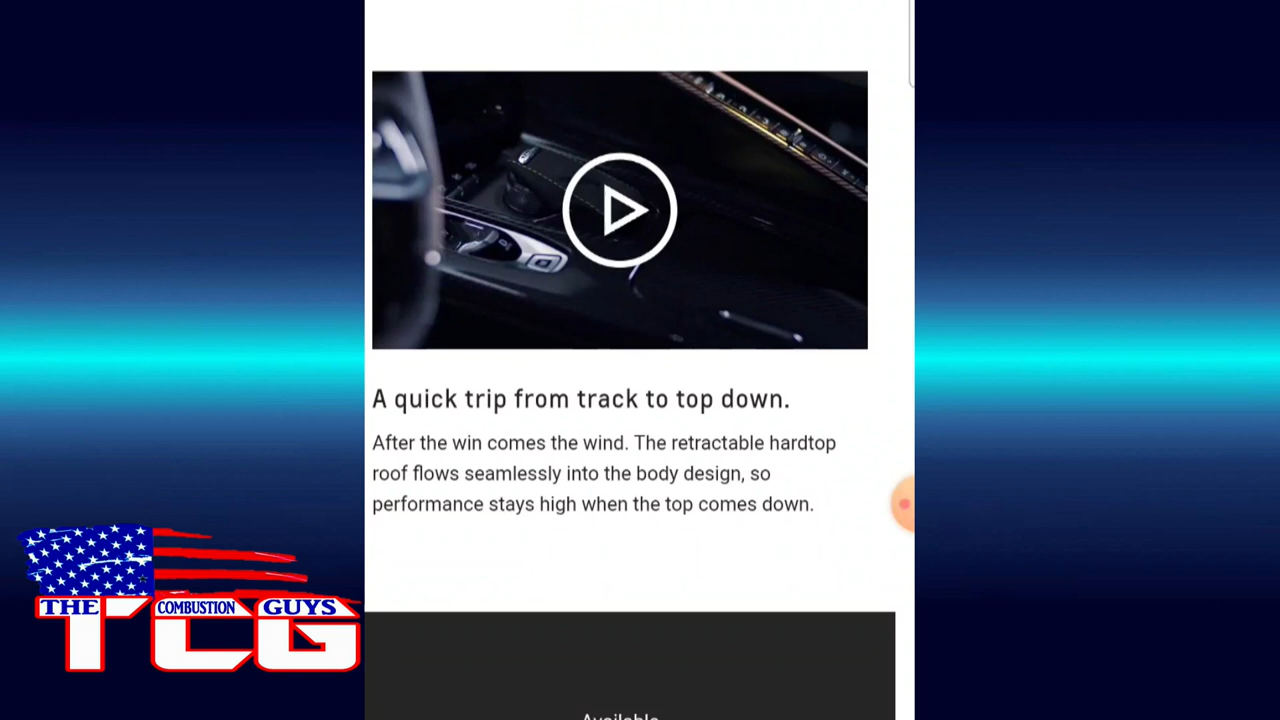 A quick trip from track to top down.
After the win comes the wind. The retractable hardtop
roof flows seamlessly into the body design, so
performance stays high when the top comes down.
THE COMBUSTION GUYS
TCG
Available